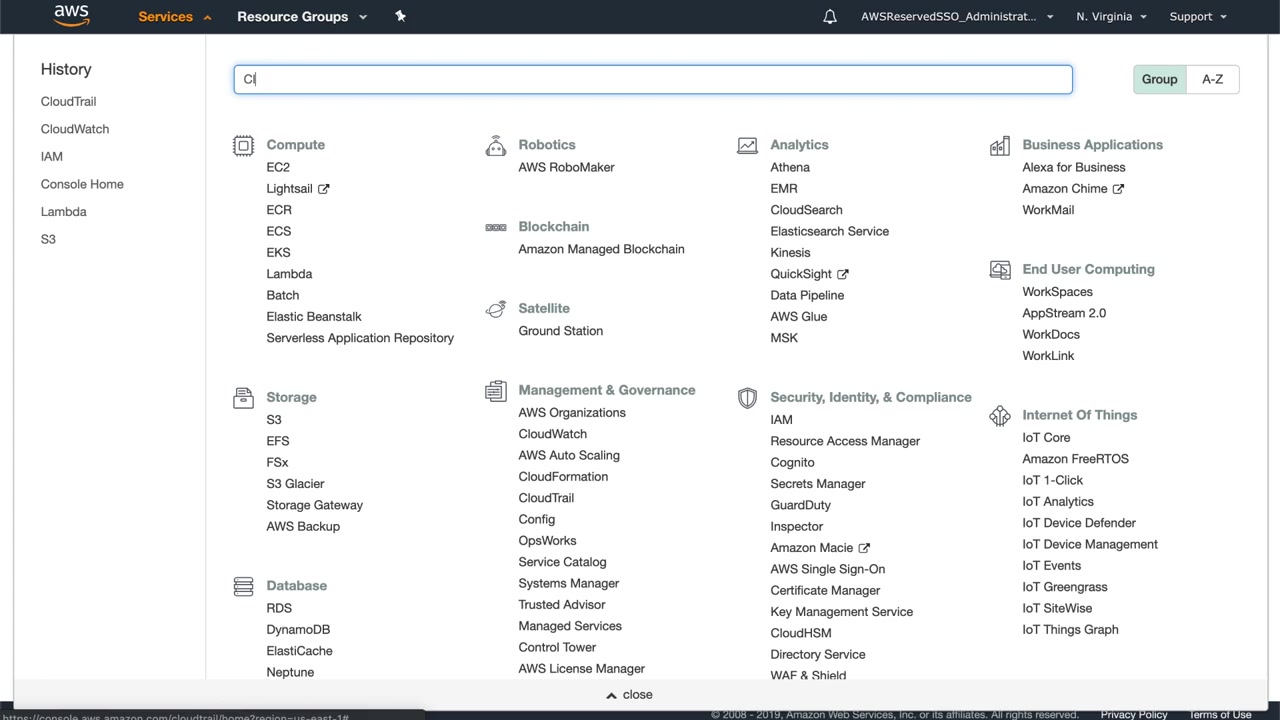 aws
Services
Resource Groups
AWSReservedSSO_Administrat...
N. Virginia
Support
History
CloudTrail
CloudWatch
IAM
Console Home
Lambda
S3
Cl
Group
A-Z
Compute
EC2
Lightsail
ECR
ECS
EKS
Lambda
Batch
Elastic Beanstalk
Serverless Application Repository
Storage
S3
EFS
FSx
S3 Glacier
Storage Gateway
AWS Backup
Database
RDS
DynamoDB
ElastiCache
Neptune
Robotics
AWS RoboMaker
Blockchain
Amazon Managed Blockchain
Satellite
Ground Station
Management & Governance
AWS Organizations
CloudWatch
AWS Auto Scaling
CloudFormation
CloudTrail
Config
OpsWorks
Service Catalog
Systems Manager
Trusted Advisor
Managed Services
Control Tower
AWS License Manager
Analytics
Athena
EMR
CloudSearch
Elasticsearch Service
Kinesis
QuickSight
Data Pipeline
AWS Glue
MSK
Security, Identity, & Compliance
IAM
Resource Access Manager
Cognito
Secrets Manager
GuardDuty
Inspector
Amazon Macie
AWS Single Sign-On
Certificate Manager
Key Management Service
CloudHSM
Directory Service
WAF & Shield
Business Applications
Alexa for Business
Amazon Chime
WorkMail
End User Computing
WorkSpaces
AppStream 2.0
WorkDocs
WorkLink
Internet Of Things
IoT Core
Amazon FreeRTOS
IoT 1-Click
IoT Analytics
IoT Device Defender
IoT Device Management
IoT Events
IoT Greengrass
IoT SiteWise
IoT Things Graph
close
https://console.aws.amazon.com/cloudtrail/home?region=us-east-1#
© 2008 - 2019, Amazon Web Services, Inc. or its affiliates. All rights reserved.
Privacy Policy
Terms of Use